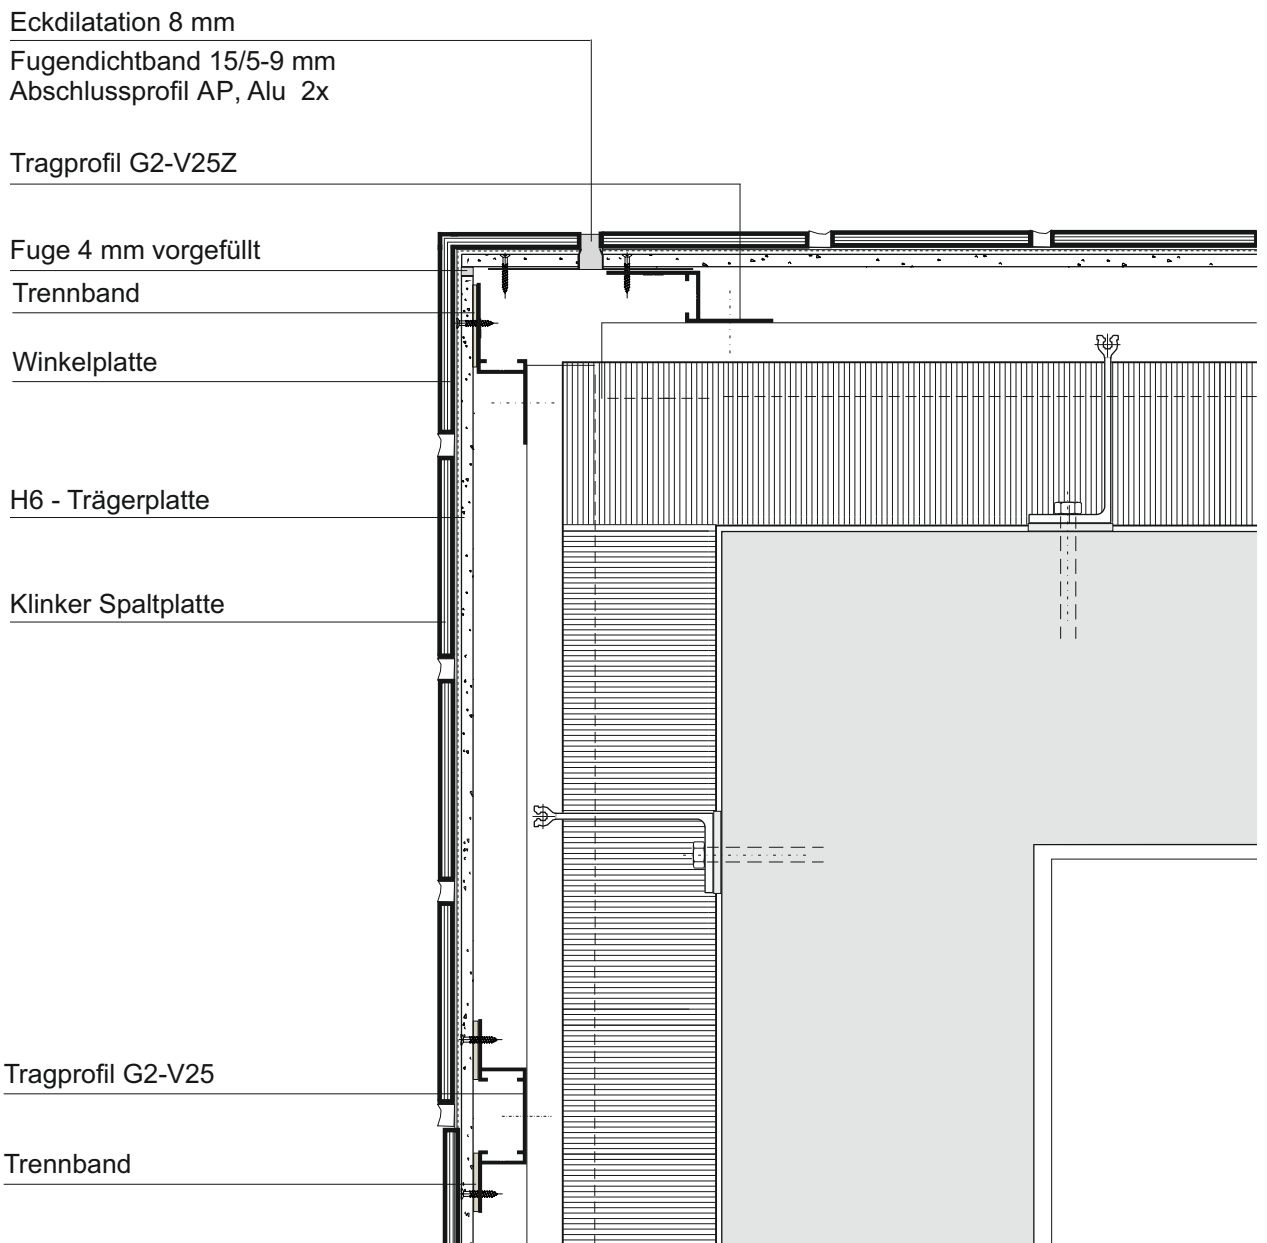 Eckdilatation 8 mm
Fugendichtband 15/5-9 mm
Abschlussprofil AP, Alu  2x
Tragprofil G2-V25Z
Fuge 4 mm vorgefüllt
Trennband
Winkelplatte
H6 - Trägerplatte
Klinker Spaltplatte
Tragprofil G2-V25
Trennband